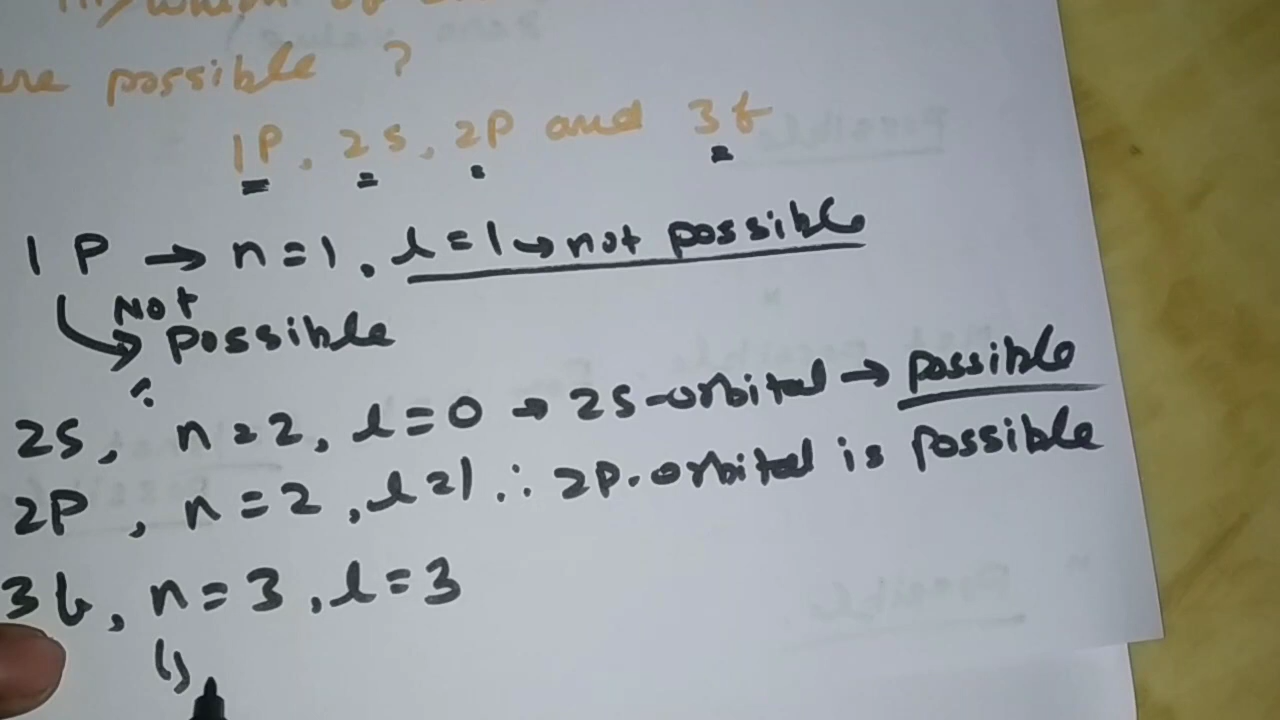 are possible ?
1P, 2S, 2P and 3f
1 P → n=1, l=1→not possible
Not
possible
2S, n=2, l=0 → 2S-orbital → possible
2P, n=2, l=1 ∴ 2P-orbital is possible
3f, n=3, l=3